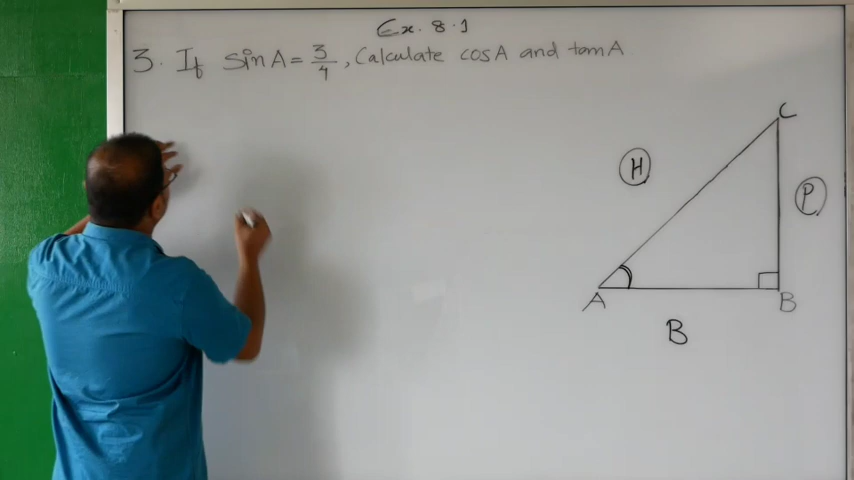 Ex. 8.1
3. If sin A = 3/4, Calculate cos A and tan A
C
H
P
A
B
B